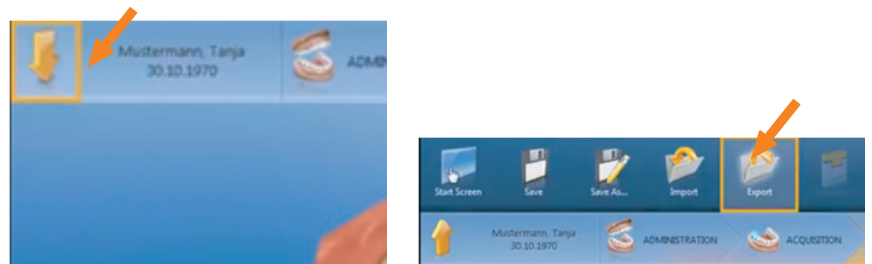 Mustermann, Tanja
30.10.1970
ADMIN
Start Screen
Save
Save As...
Import
Export
Mustermann, Tanja
30.10.1970
ADMINISTRATION
ACQUISITION